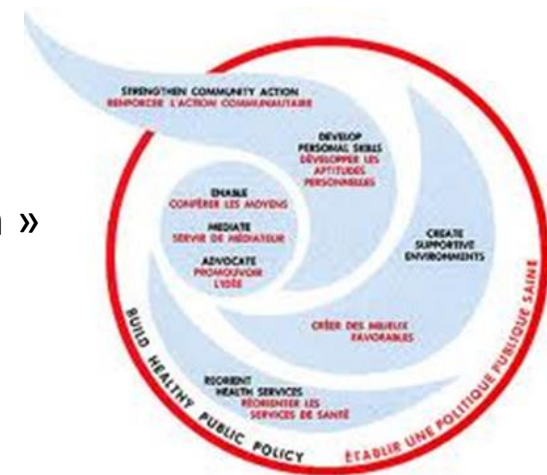 STRENGTHEN COMMUNITY ACTION
RENFORCER L'ACTION COMMUNAUTAIRE
DEVELOP
PERSONAL SKILLS
DÉVELOPPER LES
APTITUDES
PERSONNELLES
ENABLE
CONFÉRER LES MOYENS
MEDIATE
SERVIR DE MÉDIATEUR
ADVOCATE
PROMOUVOIR
L'IDÉE
»
CREATE
SUPPORTIVE
ENVIRONMENTS
CRÉER DES MILIEUX
FAVORABLES
REORIENT
HEALTH SERVICES
RÉORIENTER LES
SERVICES DE SANTÉ
BUILD HEALTHY PUBLIC POLICY
ÉTABLIR UNE POLITIQUE PUBLIQUE SAINE